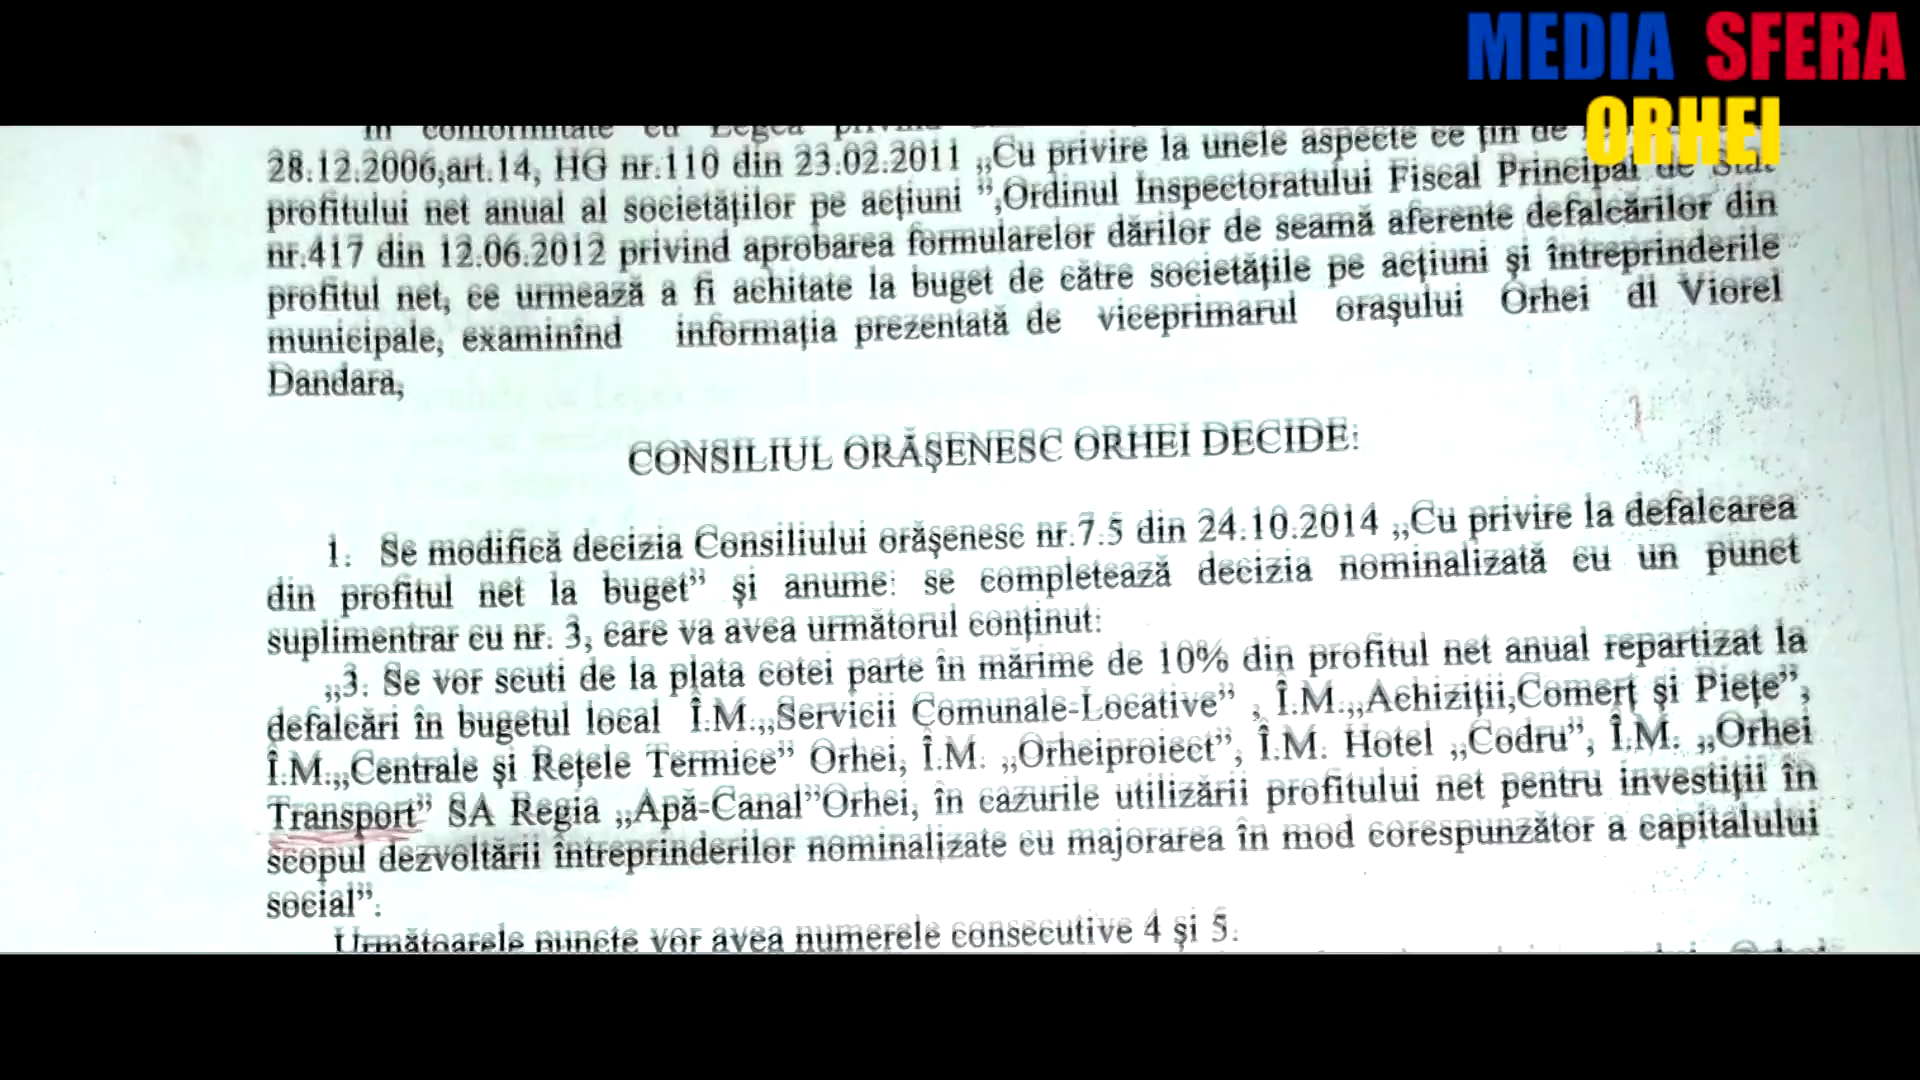 MEDIA SFERA
ORHEI
în conformitate cu Legea
28.12.2006,art.14, HG nr.110 din 23.02.2011 „Cu privire la unele aspecte ce țin de
profitului net anual al societăților pe acțiuni ”,Ordinul Inspectoratului Fiscal Principal de Stat
nr.417 din 12.06.2012 privind aprobarea formularelor dărilor de seamă aferente defalcărilor din
profitul net, ce urmează a fi achitate la buget de către societățile pe acțiuni și întreprinderile
municipale, examinînd informația prezentată de viceprimarul orașului Orhei dl Viorel
Dandara,
CONSILIUL ORĂȘENESC ORHEI DECIDE:
1. Se modifică decizia Consiliului orășenesc nr.7.5 din 24.10.2014 „Cu privire la defalcarea
din profitul net la buget” și anume: se completează decizia nominalizată cu un punct
suplimentrar cu nr. 3, care va avea următorul conținut:
„3. Se vor scuti de la plata cotei parte în mărime de 10% din profitul net anual repartizat la
defalcări în bugetul local Î.M.„Servicii Comunale-Locative” , Î.M.„Achiziții,Comerț și Piețe”,
Î.M.„Centrale și Rețele Termice” Orhei, Î.M. „Orheiproiect”, Î.M. Hotel „Codru”, Î.M. „Orhei
Transport” SA Regia „Apă-Canal”Orhei, în cazurile utilizării profitului net pentru investiții în
scopul dezvoltării întreprinderilor nominalizate cu majorarea în mod corespunzător a capitalului
social”.
Următoarele puncte vor avea numerele consecutive 4 și 5.